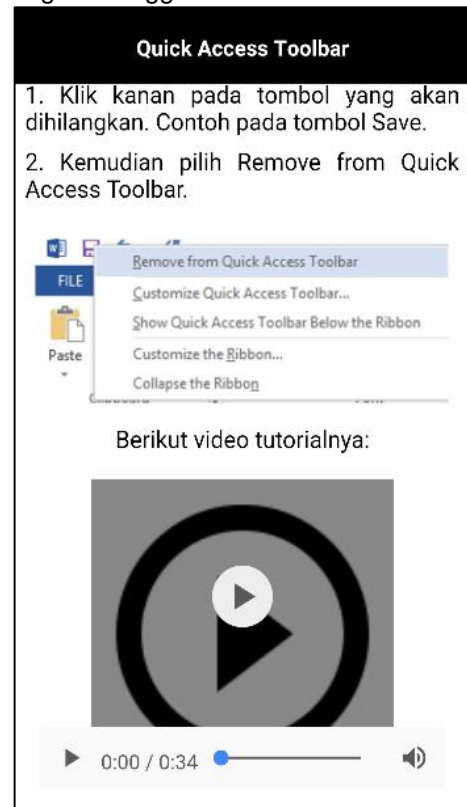 Quick Access Toolbar
1. Klik kanan pada tombol yang akan
dihilangkan. Contoh pada tombol Save.
2. Kemudian pilih Remove from Quick
Access Toolbar.
Remove from Quick Access Toolbar
FILE
Customize Quick Access Toolbar...
Show Quick Access Toolbar Below the Ribbon
Paste
Customize the Ribbon...
Collapse the Ribbon
Berikut video tutorialnya:
0:00 / 0:34